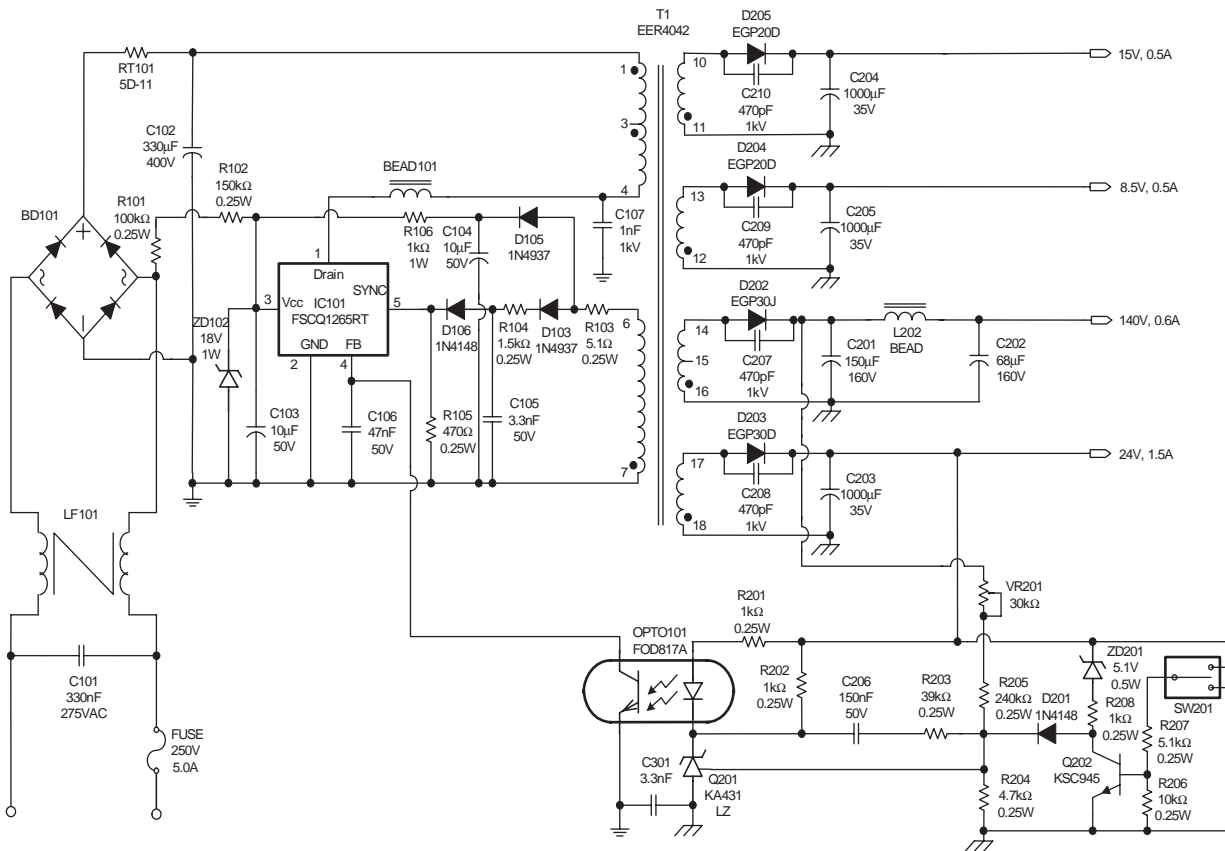 T1
EER4042
RT101
5D-11
C102
330μF
400V
R101
100kΩ
0.25W
R102
150kΩ
0.25W
BD101
BEAD101
1
3
4
C107
1nF
1kV
R106
1kΩ
1W
C104
10μF
50V
D105
1N4937
1
Drain
SYNC
3
Vcc
IC101
FSCQ1265RT
5
GND
FB
2
4
ZD102
18V
1W
D106
1N4148
R104
1.5kΩ
0.25W
D103
1N4937
R103
5.1Ω
0.25W
6
7
C103
10μF
50V
C106
47nF
50V
R105
470Ω
0.25W
C105
3.3nF
50V
LF101
C101
330nF
275VAC
FUSE
250V
5.0A
D205
EGP20D
10
11
C210
470pF
1kV
C204
1000μF
35V
15V, 0.5A
D204
EGP20D
13
12
C209
470pF
1kV
C205
1000μF
35V
8.5V, 0.5A
D202
EGP30J
14
15
16
C207
470pF
1kV
C201
150μF
160V
L202
BEAD
C202
68μF
160V
140V, 0.6A
D203
EGP30D
17
18
C208
470pF
1kV
C203
1000μF
35V
24V, 1.5A
VR201
30kΩ
OPTO101
FOD817A
R201
1kΩ
0.25W
R202
1kΩ
0.25W
C206
150nF
50V
R203
39kΩ
0.25W
R205
240kΩ
0.25W
D201
1N4148
ZD201
5.1V
0.5W
R208
1kΩ
0.25W
SW201
R207
5.1kΩ
0.25W
Q202
KSC945
R206
10kΩ
0.25W
R204
4.7kΩ
0.25W
C301
3.3nF
Q201
KA431
LZ